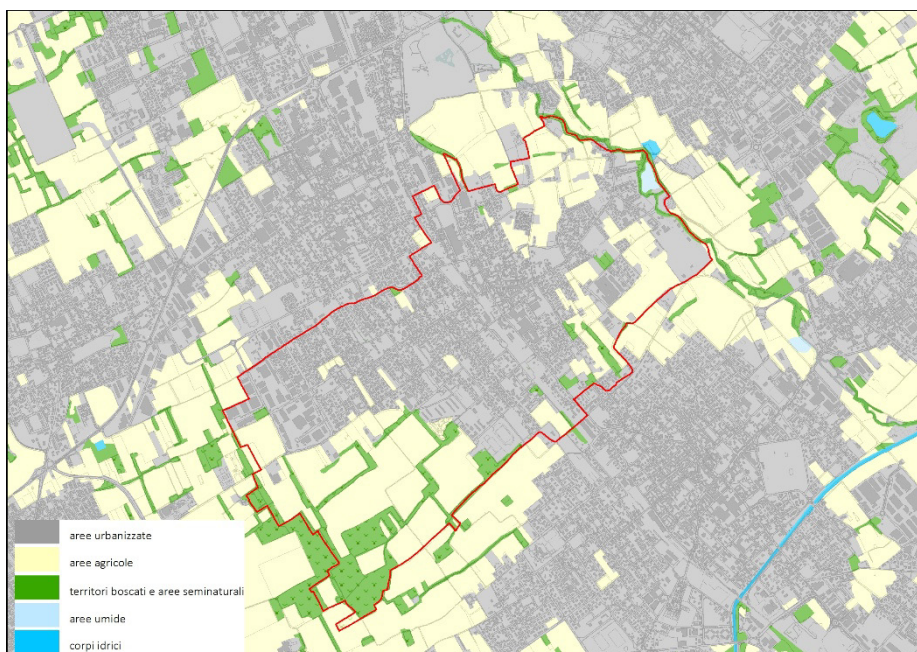 aree urbanizzate
aree agricole
territori boscati e aree seminaturali
aree umide
corpi idrici